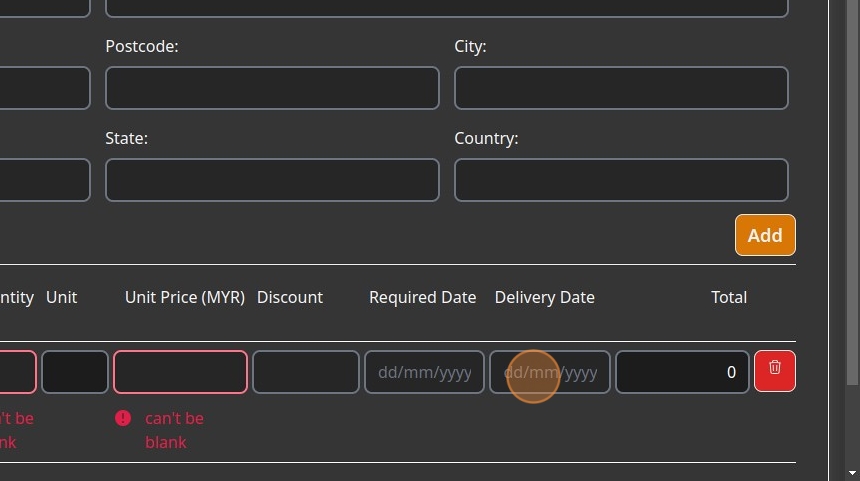 Postcode: City:
State: Country:
Add
ntity Unit Unit Price (MYR) Discount Required Date Delivery Date Total
dd/mm/yyyy dd/mm/yyyy 0
't be can't be
nk blank